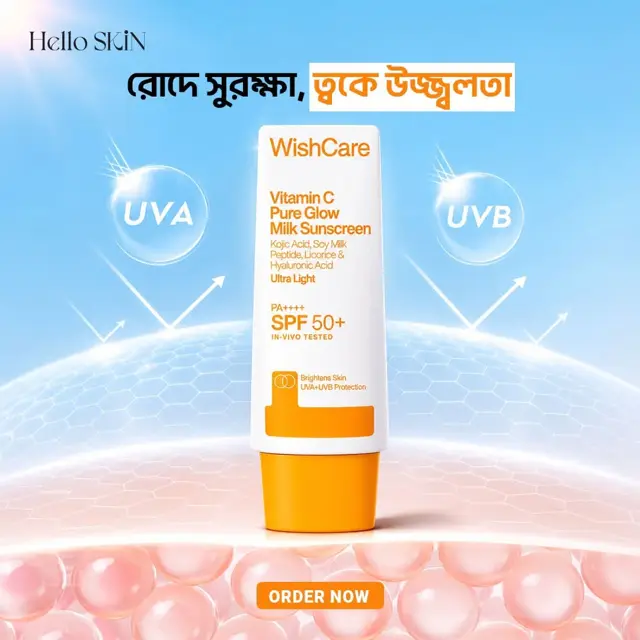 Hello SKiN
রোদে সুরক্ষা, ত্বকে উজ্জ্বলতা
WishCare
UVA
UVB
Vitamin C
Pure Glow
Milk Sunscreen
Kojic Acid, Soy Milk
Peptide, Licorice &
Hyaluronic Acid
Ultra Light
PA++++
SPF 50+
IN-VIVO TESTED
Brightens Skin
UVA+UVB Protection
ORDER NOW